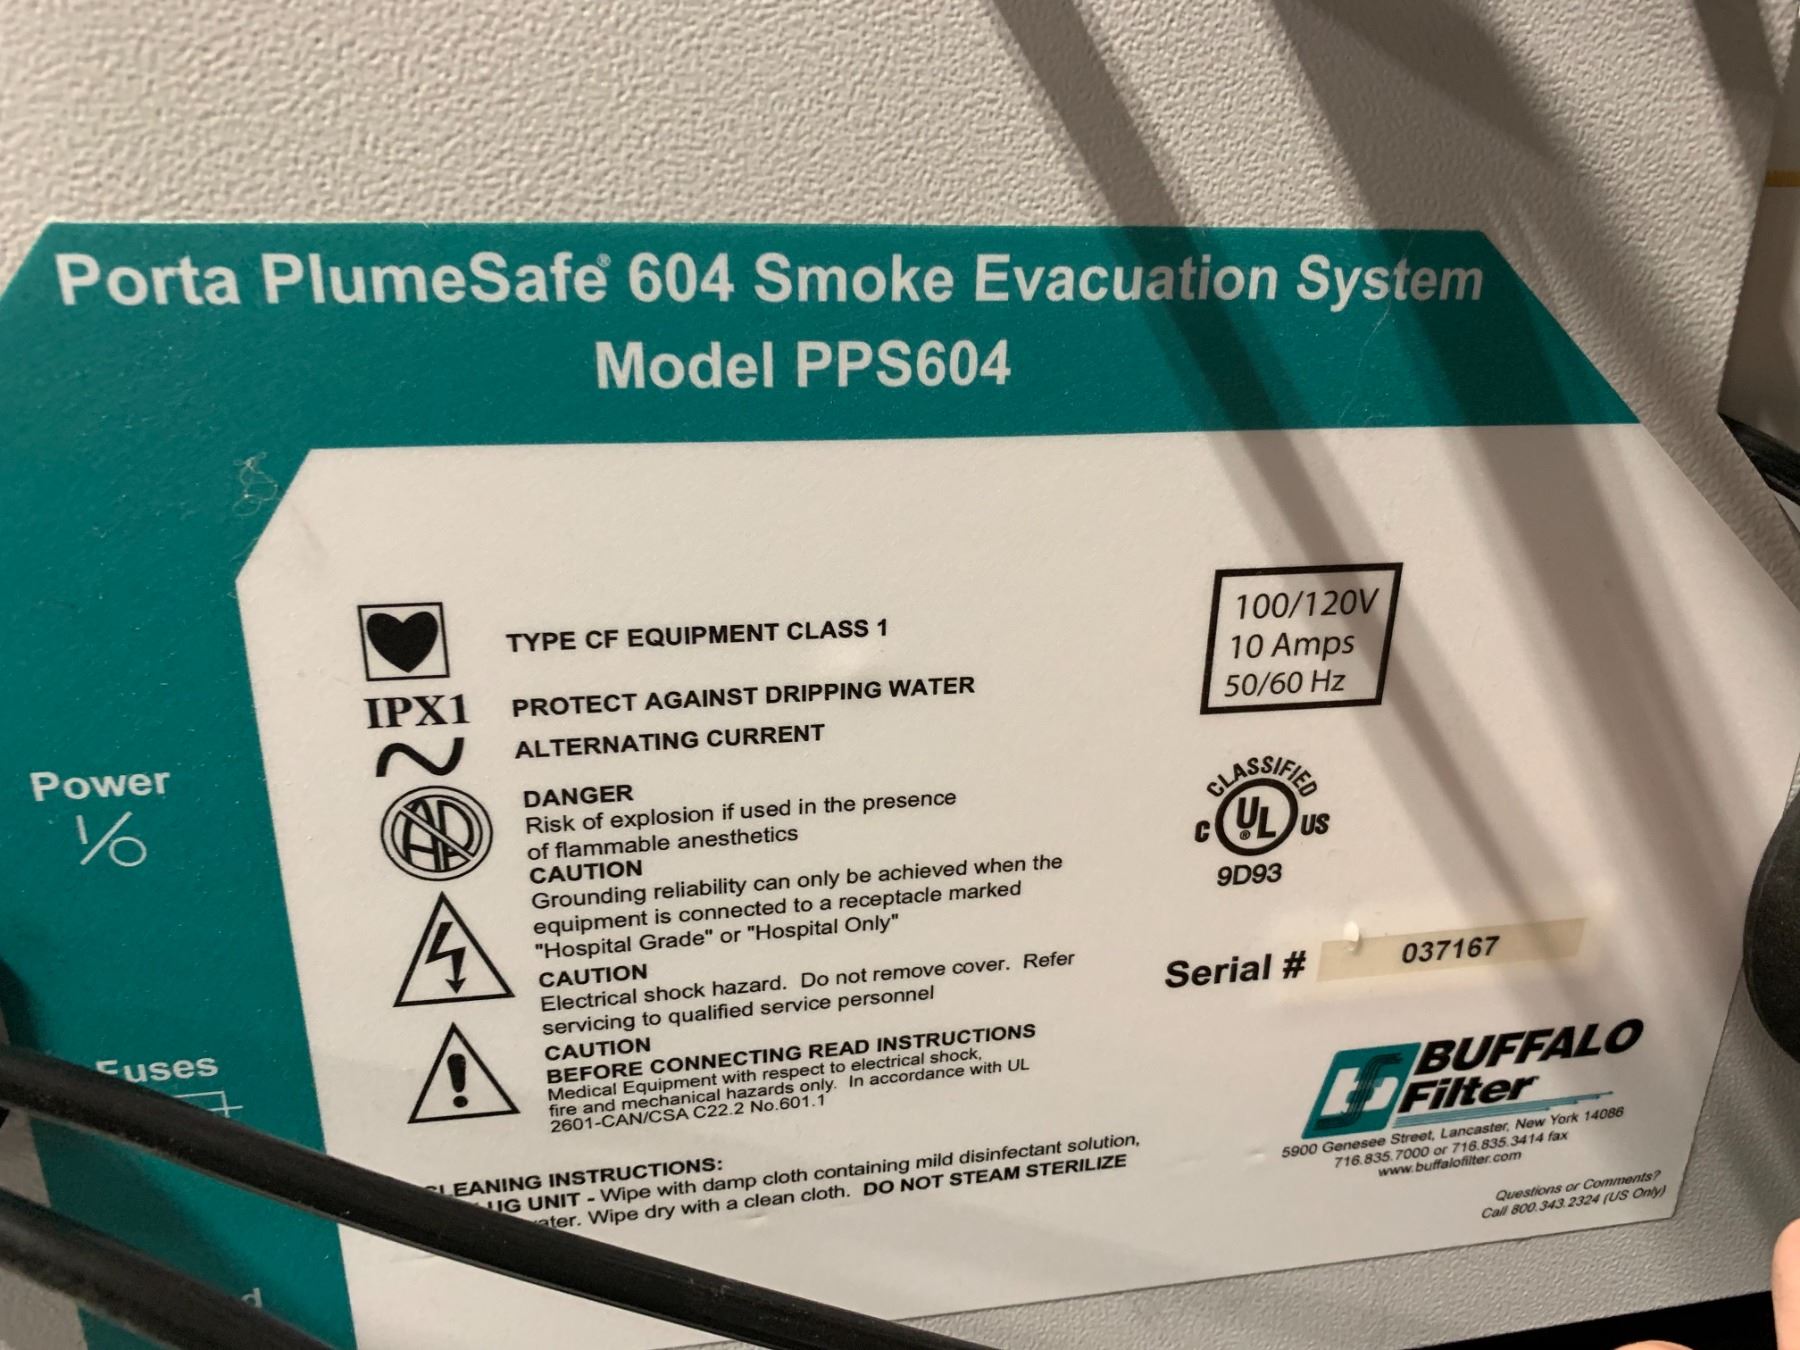 Porta PlumeSafe® 604 Smoke Evacuation System
Model PPS604
TYPE CF EQUIPMENT CLASS 1
IPX1 PROTECT AGAINST DRIPPING WATER
ALTERNATING CURRENT
DANGER
Risk of explosion if used in the presence
of flammable anesthetics
CAUTION
Grounding reliability can only be achieved when the
equipment is connected to a receptacle marked
"Hospital Grade" or "Hospital Only"
CAUTION
Electrical shock hazard. Do not remove cover. Refer
servicing to qualified service personnel
CAUTION
BEFORE CONNECTING READ INSTRUCTIONS
Medical Equipment with respect to electrical shock,
fire and mechanical hazards only. In accordance with UL
2601-CAN/CSA C22.2 No.601.1
INSTRUCTIONS:
UNIT - Wipe with damp cloth containing mild disinfectant solution,
Wipe dry with a clean cloth. DO NOT STEAM STERILIZE
Power
I/O
Fuses
AP
100/120V
10 Amps
50/60 Hz
CLASSIFIED
C UL® US
9D93
Serial # 037167
BUFFALO
Filter
5900 Genesee Street, Lancaster, New York 14086
716.835.7000 or 716.835.3414 fax
www.buffalofilter.com
Questions or Comments?
Call 800.343.2324 (US Only)